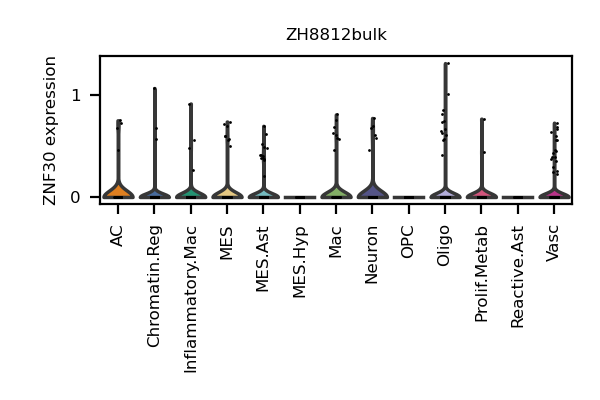 ZH8812bulk
ZNF30 expression
1
0
AC
Chromatin.Reg
Inflammatory.Mac
MES
MES.Ast
MES.Hyp
Mac
Neuron
OPC
Oligo
Prolif.Metab
Reactive.Ast
Vasc